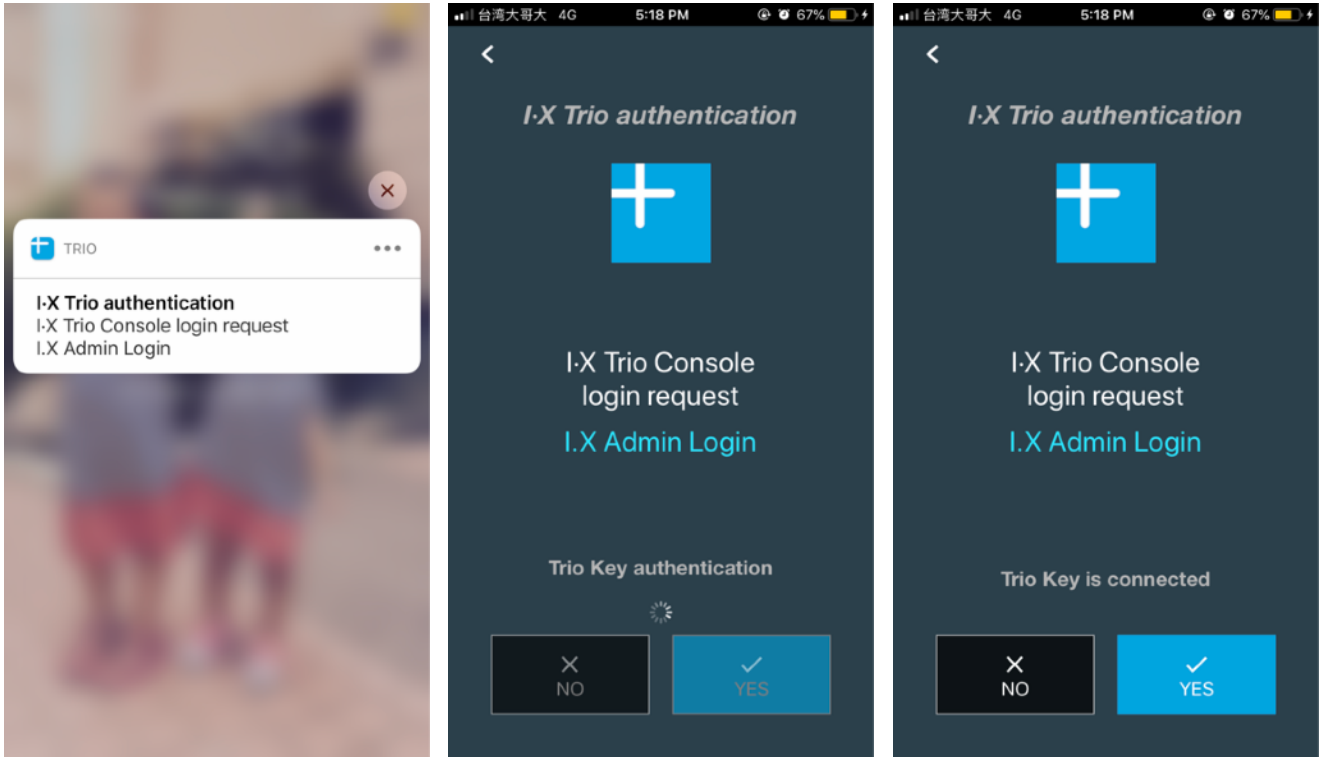 TRIO
I·X Trio authentication
I·X Trio Console login request
I.X Admin Login
台湾大哥大 4G 5:18 PM 67%
I·X Trio authentication
I·X Trio Console
login request
I.X Admin Login
Trio Key authentication
NO
YES
台湾大哥大 4G 5:18 PM 67%
I·X Trio authentication
I·X Trio Console
login request
I.X Admin Login
Trio Key is connected
NO
YES